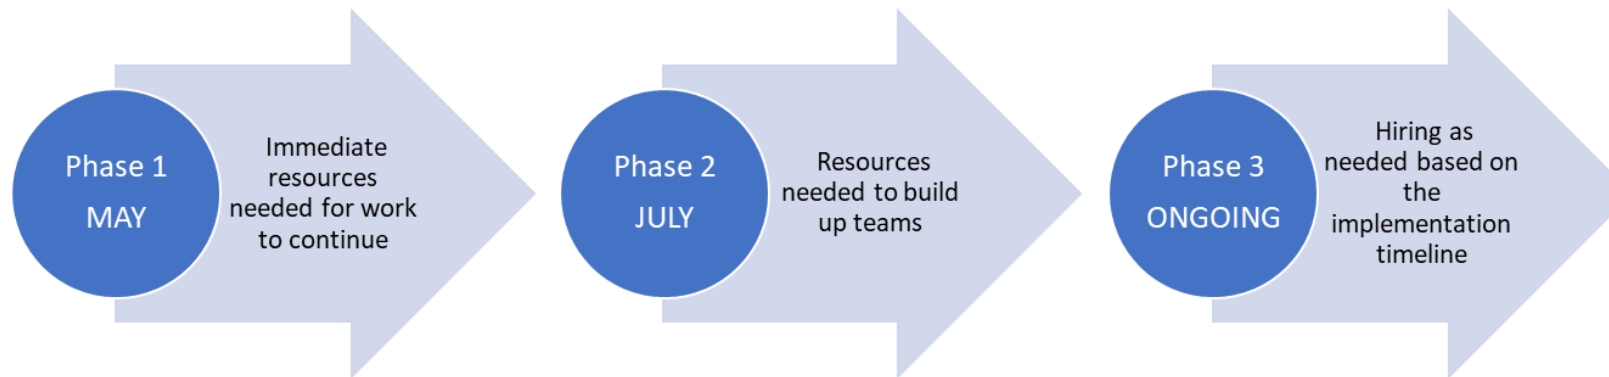 Phase 1
MAY
Immediate
resources
needed for work
to continue
Phase 2
JULY
Resources
needed to build
up teams
Phase 3
ONGOING
Hiring as
needed based on
the
implementation
timeline